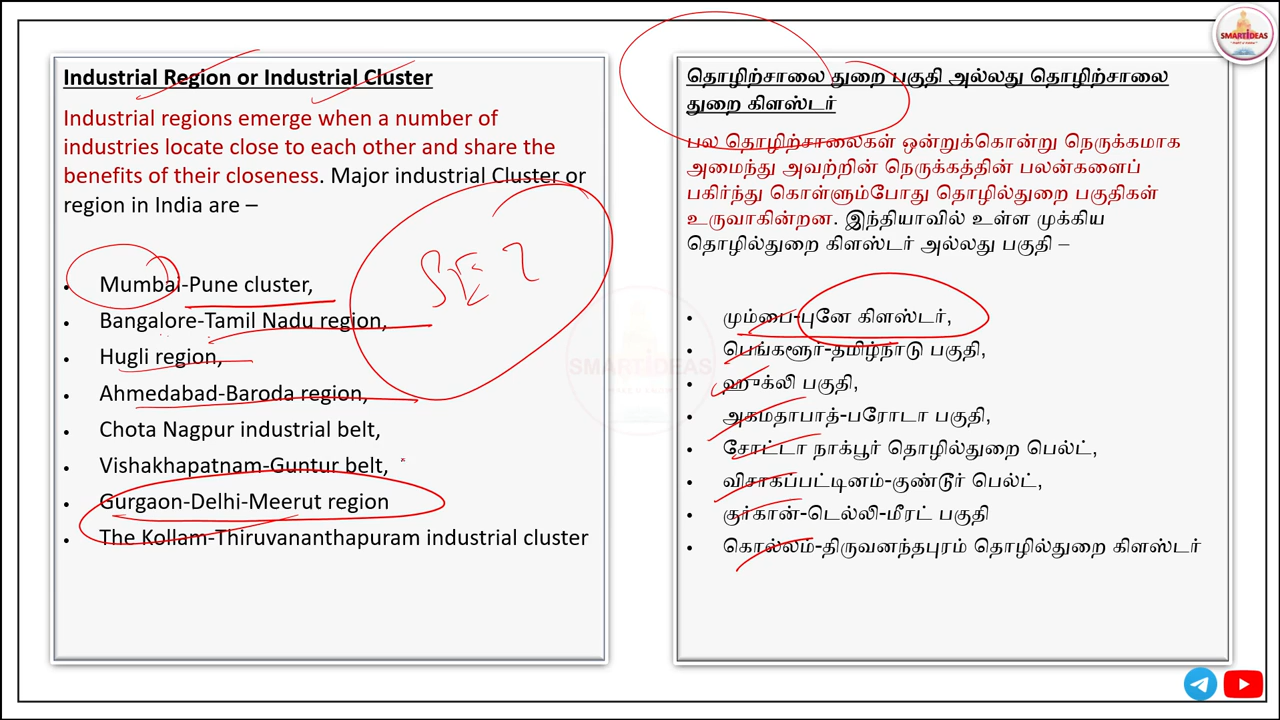 SMARTIDEAS
Industrial Region or Industrial Cluster
Industrial regions emerge when a number of
industries locate close to each other and share the
benefits of their closeness. Major industrial Cluster or
region in India are –
• Mumbai-Pune cluster,
• Bangalore-Tamil Nadu region,
• Hugli region,
• Ahmedabad-Baroda region,
• Chota Nagpur industrial belt,
• Vishakhapatnam-Guntur belt,
• Gurgaon-Delhi-Meerut region
• The Kollam-Thiruvananthapuram industrial cluster
தொழிற்சாலை துறை பகுதி அல்லது தொழிற்சாலை
துறை கிளஸ்டர்
பல தொழிற்சாலைகள் ஒன்றுக்கொன்று நெருக்கமாக
அமைந்து அவற்றின் நெருக்கத்தின் பலன்களைப்
பகிர்ந்து கொள்ளும்போது தொழில்துறை பகுதிகள்
உருவாகின்றன. இந்தியாவில் உள்ள முக்கிய
தொழில்துறை கிளஸ்டர் அல்லது பகுதி –
• மும்பை-புனே கிளஸ்டர்,
• பெங்களூர்-தமிழ்நாடு பகுதி,
• ஹுக்லி பகுதி,
• அகமதாபாத்-பரோடா பகுதி,
• சோட்டா நாக்பூர் தொழில்துறை பெல்ட்,
• விசாகப்பட்டினம்-குண்டூர் பெல்ட்,
• குர்கான்-டெல்லி-மீரட் பகுதி
• கொல்லம்-திருவனந்தபுரம் தொழில்துறை கிளஸ்டர்
SMARTIDEAS